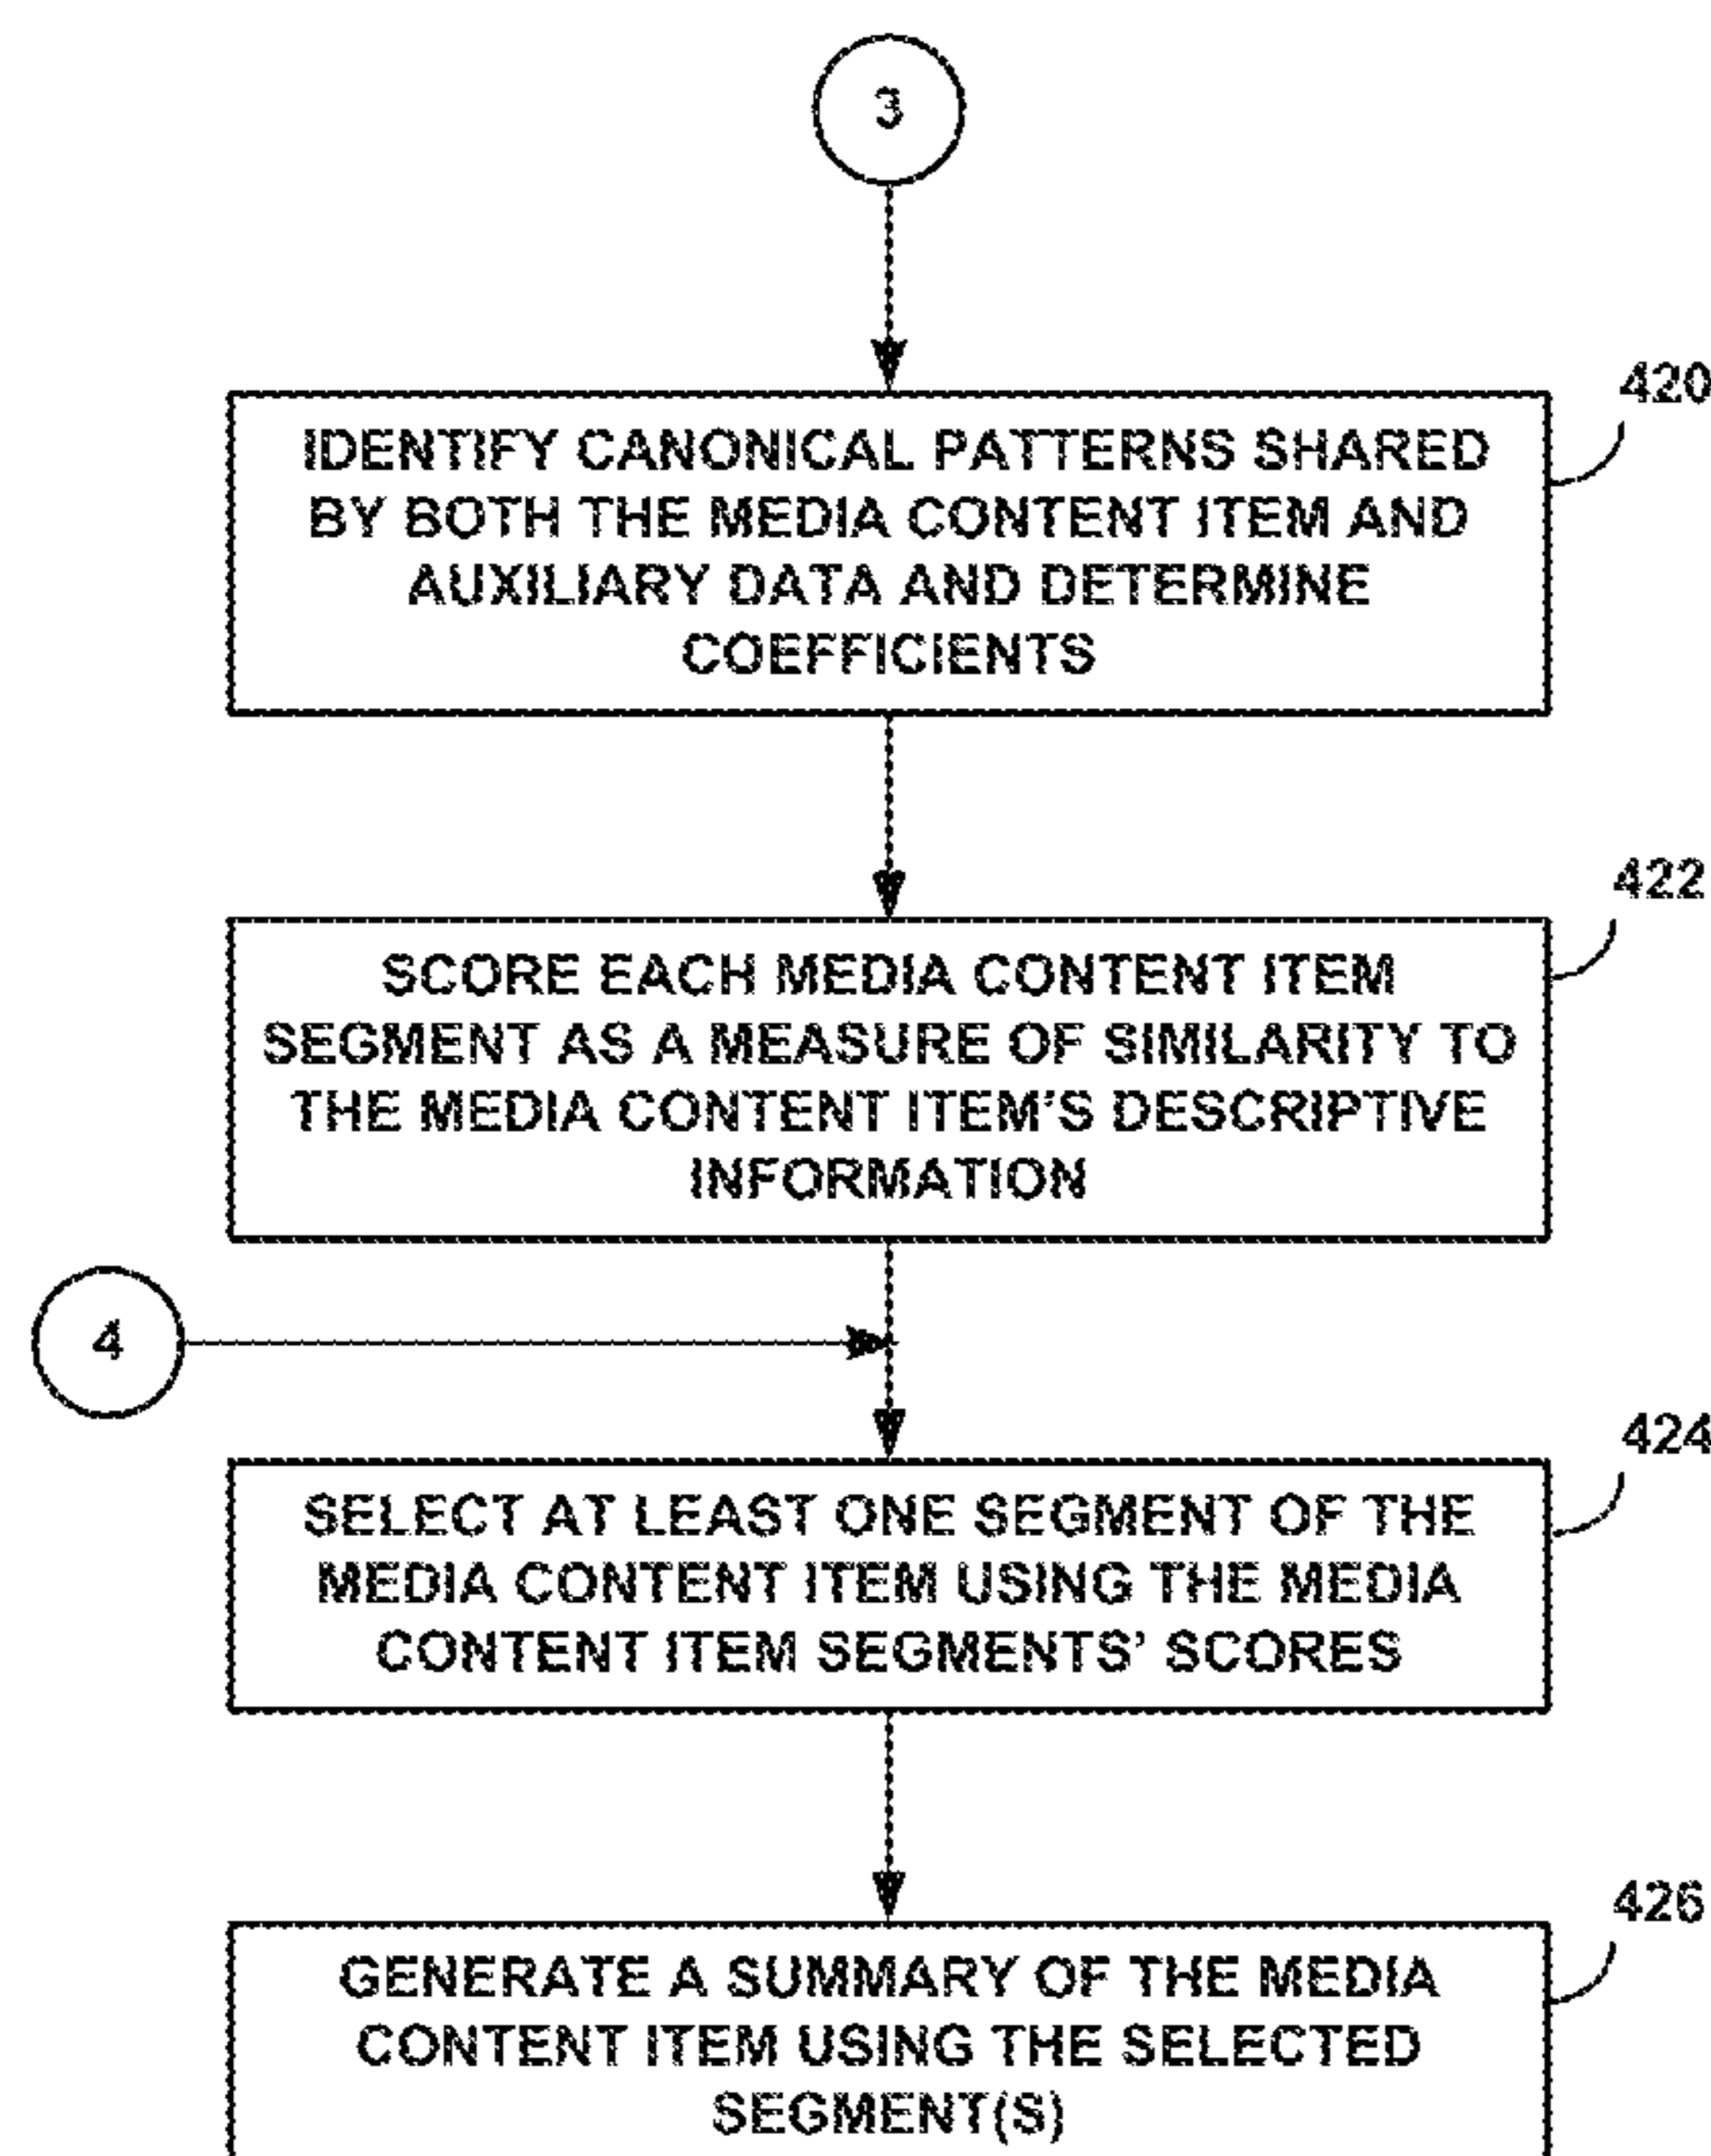 3
420
IDENTIFY CANONICAL PATTERNS SHARED
BY BOTH THE MEDIA CONTENT ITEM AND
AUXILIARY DATA AND DETERMINE
COEFFICIENTS
422
SCORE EACH MEDIA CONTENT ITEM
SEGMENT AS A MEASURE OF SIMILARITY TO
THE MEDIA CONTENT ITEM'S DESCRIPTIVE
INFORMATION
4
424
SELECT AT LEAST ONE SEGMENT OF THE
MEDIA CONTENT ITEM USING THE MEDIA
CONTENT ITEM SEGMENTS' SCORES
426
GENERATE A SUMMARY OF THE MEDIA
CONTENT ITEM USING THE SELECTED
SEGMENT(S)